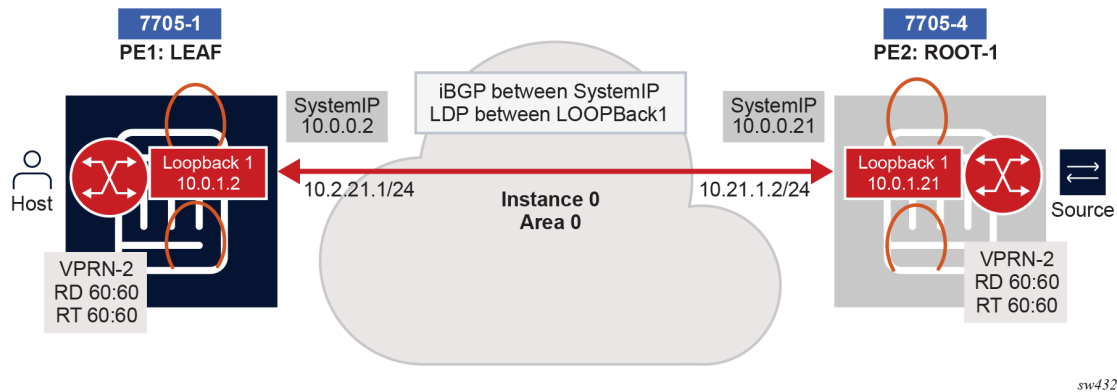 7705-1
PE1: LEAF
7705-4
PE2: ROOT-1
iBGP between SystemIP
LDP between LOOPBack1
SystemIP
10.0.0.2
SystemIP
10.0.0.21
Host
Loopback 1
10.0.1.2
10.2.21.1/24
Instance 0
Area 0
10.21.1.2/24
Loopback 1
10.0.1.21
Source
VPRN-2
RD 60:60
RT 60:60
VPRN-2
RD 60:60
RT 60:60
sw432